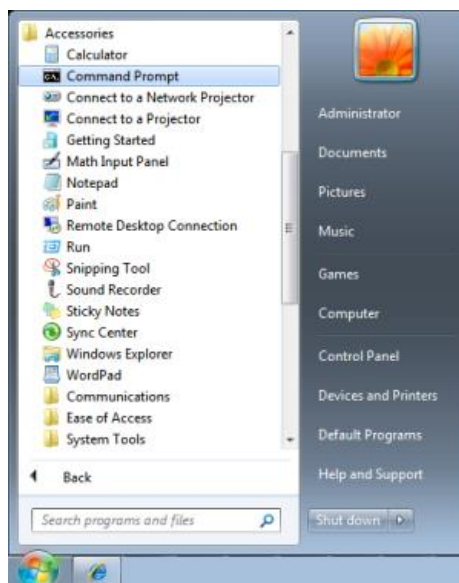 Accessories
Calculator
Command Prompt
Connect to a Network Projector
Connect to a Projector
Getting Started
Math Input Panel
Notepad
Paint
Remote Desktop Connection
Run
Snipping Tool
Sound Recorder
Sticky Notes
Sync Center
Windows Explorer
WordPad
Communications
Ease of Access
System Tools
Back
Search programs and files
Administrator
Documents
Pictures
Music
Games
Computer
Control Panel
Devices and Printers
Default Programs
Help and Support
Shut down